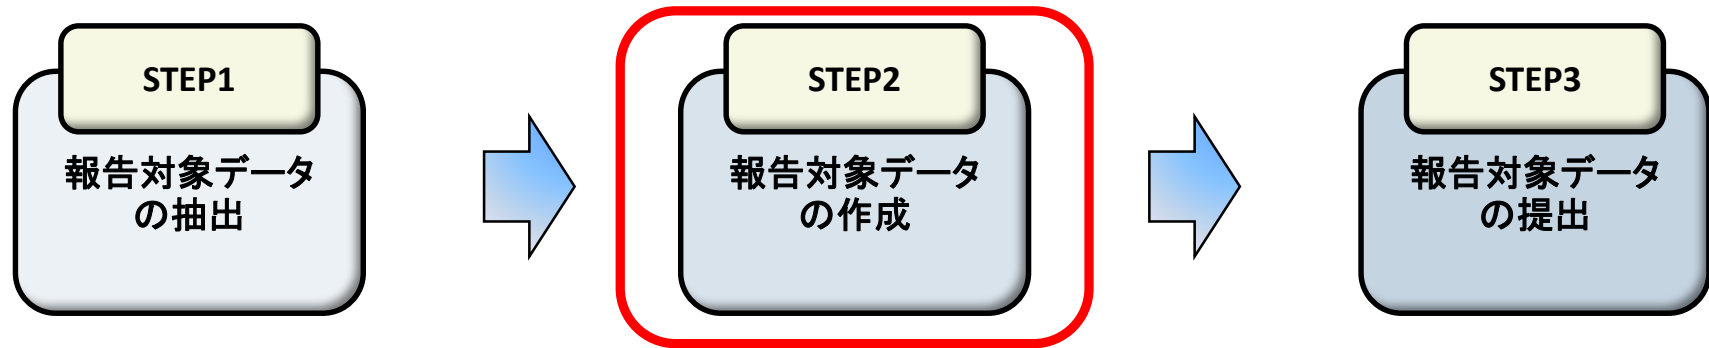 STEP1
報告対象データ
の抽出
STEP2
報告対象データ
の作成
STEP3
報告対象データ
の提出